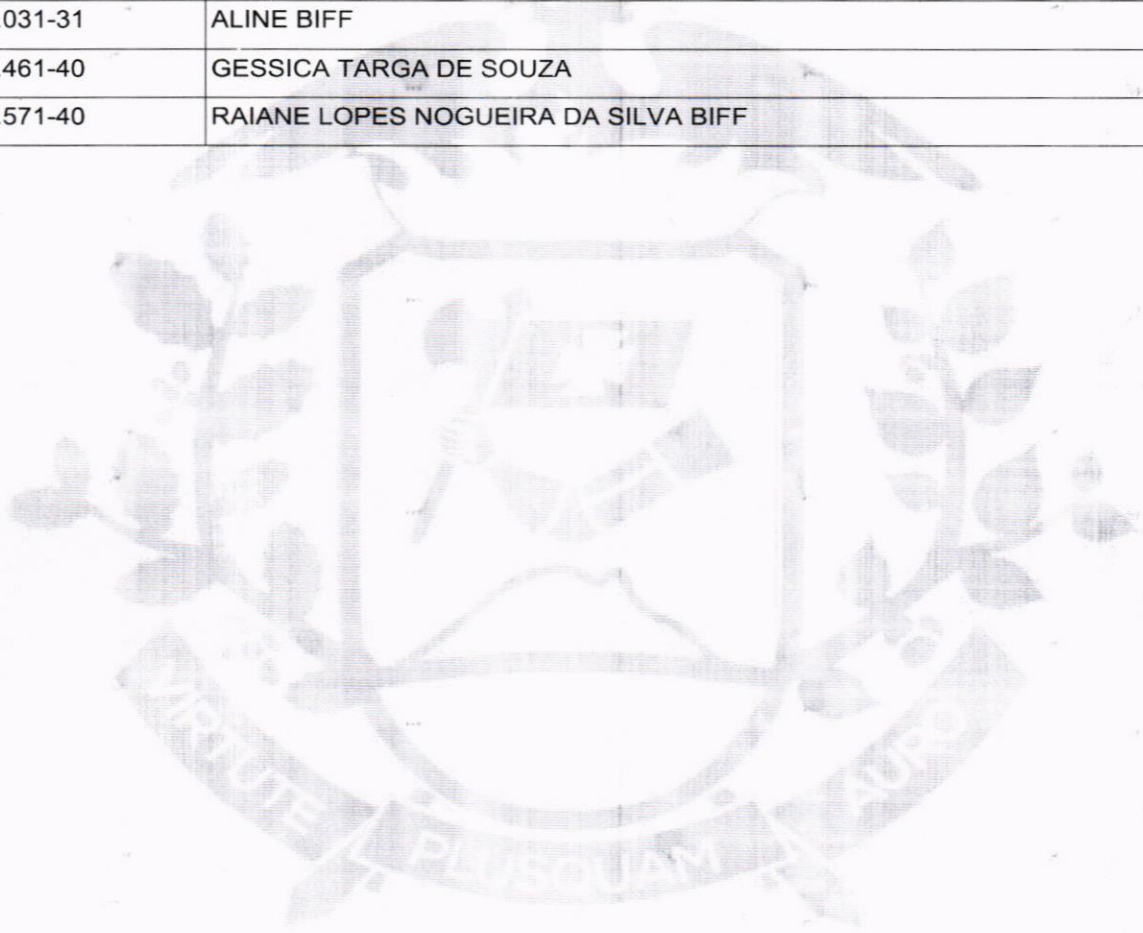 .031-31 ALINE BIFF
.461-40 GESSICA TARGA DE SOUZA
.571-40 RAIANE LOPES NOGUEIRA DA SILVA BIFF
VIRTUTE PLUSQUAM AURO